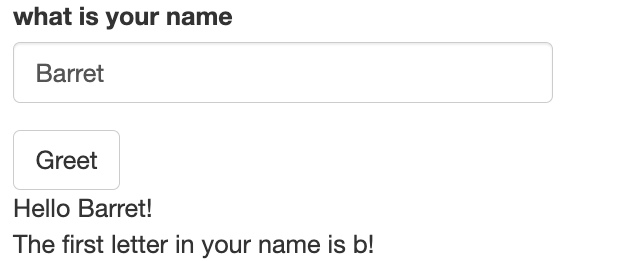 what is your name
Barret
Greet
Hello Barret!
The first letter in your name is b!